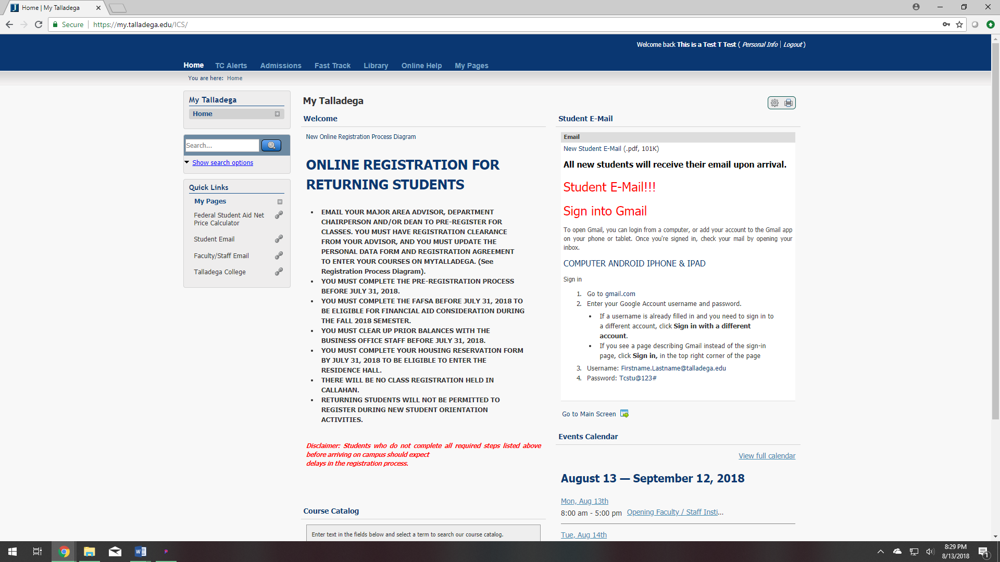 Home | My Talladega
Secure
https://my.talladega.edu/ICS/
Welcome back This is a Test T Test ( Personal Info | Logout )
Home TC Alerts Admissions Fast Track Library Online Help My Pages
You are here: Home
My Talladega
Home
Search...
Show search options
Quick Links
My Pages
Federal Student Aid Net
Price Calculator
Student Email
Faculty/Staff Email
Talladega College
My Talladega
Welcome
New Online Registration Process Diagram
ONLINE REGISTRATION FOR
RETURNING STUDENTS
• EMAIL YOUR MAJOR AREA ADVISOR, DEPARTMENT
CHAIRPERSON AND/OR DEAN TO PRE-REGISTER FOR
CLASSES. YOU MUST HAVE REGISTRATION CLEARANCE
FROM YOUR ADVISOR, AND YOU MUST UPDATE THE
PERSONAL DATA FORM AND REGISTRATION AGREEMENT
TO ENTER YOUR COURSES ON MYTALLADEGA. (See
Registration Process Diagram).
• YOU MUST COMPLETE THE PRE-REGISTRATION PROCESS
BEFORE JULY 31, 2018.
• YOU MUST COMPLETE THE FAFSA BEFORE JULY 31, 2018 TO
BE ELIGIBLE FOR FINANCIAL AID CONSIDERATION DURING
THE FALL 2018 SEMESTER.
• YOU MUST CLEAR UP PRIOR BALANCES WITH THE
BUSINESS OFFICE STAFF BEFORE JULY 31, 2018.
• YOU MUST COMPLETE YOUR HOUSING RESERVATION FORM
BY JULY 31, 2018 TO BE ELIGIBLE TO ENTER THE
RESIDENCE HALL.
• THERE WILL BE NO CLASS REGISTRATION HELD IN
CALLAHAN.
• RETURNING STUDENTS WILL NOT BE PERMITTED TO
REGISTER DURING NEW STUDENT ORIENTATION
ACTIVITIES.
Disclaimer: Students who do not complete all required steps listed above
before arriving on campus should expect
delays in the registration process.
Course Catalog
Enter text in the fields below and select a term to search our course catalog.
Student E-Mail
Email
New Student E-Mail (.pdf, 101K)
All new students will receive their email upon arrival.
Student E-Mail!!!
Sign into Gmail
To open Gmail, you can login from a computer, or add your account to the Gmail app
on your phone or tablet. Once you're signed in, check your mail by opening your
inbox.
COMPUTER ANDROID IPHONE & IPAD
Sign in
1. Go to gmail.com
2. Enter your Google Account username and password.
• If a username is already filled in and you need to sign in to
a different account, click Sign in with a different
account.
• If you see a page describing Gmail instead of the sign-in
page, click Sign in, in the top right corner of the page
3. Username: Firstname.Lastname@talladega.edu
4. Password: Tcstu@123#
Go to Main Screen
Events Calendar
View full calendar
August 13 — September 12, 2018
Mon, Aug 13th
8:00 am - 5:00 pm Opening Faculty / Staff Insti...
Tue, Aug 14th
8:29 PM
8/13/2018
1